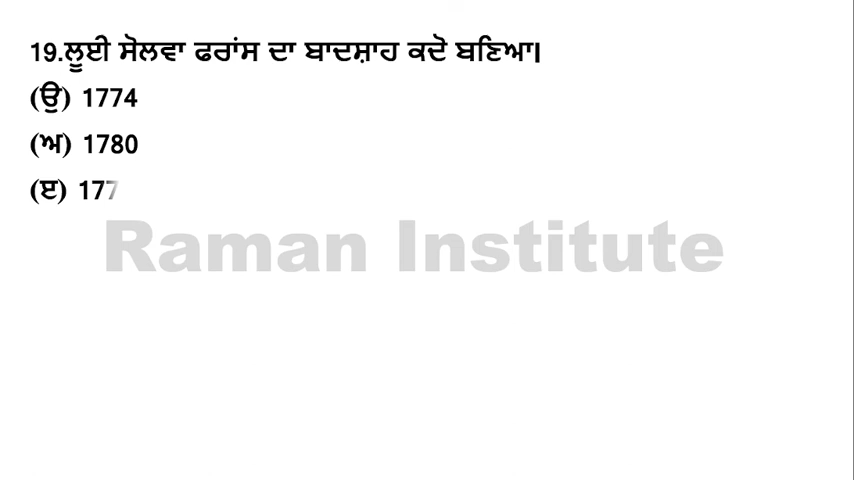 19.ਲੂਈ ਸੋਲਵਾ ਫਰਾਂਸ ਦਾ ਬਾਦਸ਼ਾਹ ਕਦੋ ਬਣਿਆ।
(ੳ) 1774
(ਅ) 1780
(ੲ) 177
Raman Institute